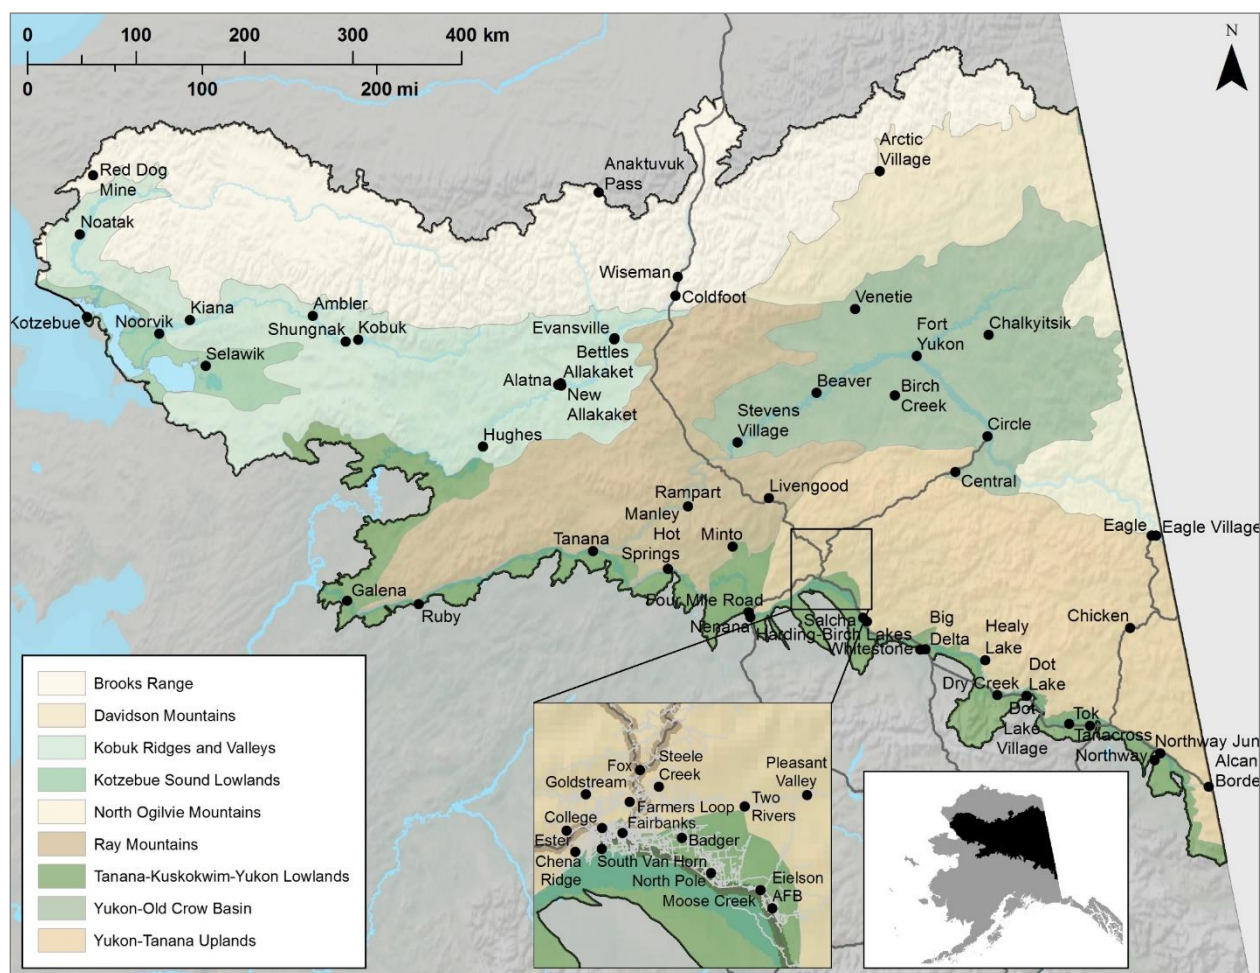 0 100 200 300 400 km
0 100 200 mi
N
Arctic
Village
Anaktuvuk
Pass
Red Dog
Mine
Noatak
Wiseman
Coldfoot
Kotzebue
Kiana
Noorvik
Ambler
Shungnak
Kobuk
Selawik
Evansville
Bettles
Alatna
Allakaket
New
Allakaket
Hughes
Venetie
Fort
Yukon
Chalkyitsik
Beaver
Birch
Creek
Stevens
Village
Circle
Central
Livengood
Rampart
Manley
Hot
Springs
Minto
Tanana
Galena
Ruby
Eagle
Eagle Village
Chicken
Four Mile Road
Nenana
Salcha
Harding-Birch Lakes
Whitestone
Big
Delta
Healy
Lake
Dry Creek
Dot
Lake
Dot
Lake
Village
Tok
Tanacross
Northway Jun
Northway
Alcan
Borde
Brooks Range
Davidson Mountains
Kobuk Ridges and Valleys
Kotzebue Sound Lowlands
North Ogilvie Mountains
Ray Mountains
Tanana-Kuskokwim-Yukon Lowlands
Yukon-Old Crow Basin
Yukon-Tanana Uplands
Fox
Steele
Creek
Pleasant
Valley
Goldstream
Farmers Loop
Two
Rivers
College
Fairbanks
Ester
Badger
Chena
Ridge
South Van Horn
North Pole
Moose Creek
Eielson
AFB